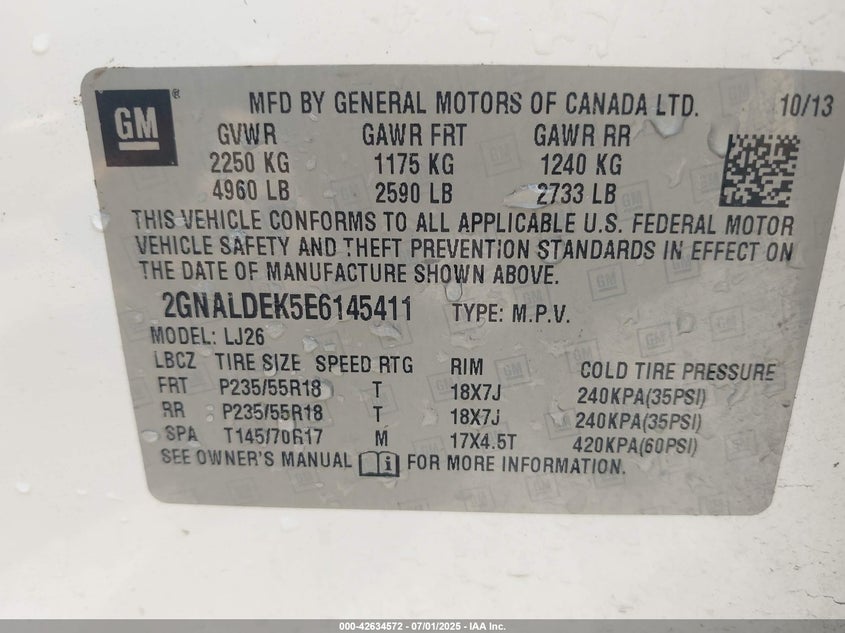 GM ® MFD BY GENERAL MOTORS OF CANADA LTD. 10/13
GVWR GAWR FRT GAWR RR
2250 KG 1175 KG 1240 KG
4960 LB 2590 LB 2733 LB
THIS VEHICLE CONFORMS TO ALL APPLICABLE U.S. FEDERAL MOTOR
VEHICLE SAFETY AND THEFT PREVENTION STANDARDS IN EFFECT ON
THE DATE OF MANUFACTURE SHOWN ABOVE.
2GNALDEK5E6145411 TYPE: M.P.V.
MODEL: LJ26
LBCZ TIRE SIZE SPEED RTG RIM COLD TIRE PRESSURE
FRT P235/55R18 T 18X7J 240KPA(35PSI)
RR P235/55R18 T 18X7J 240KPA(35PSI)
SPA T145/70R17 M 17X4.5T 420KPA(60PSI)
SEE OWNER'S MANUAL i FOR MORE INFORMATION.
000-42634572 - 07/01/2025 - IAA Inc.